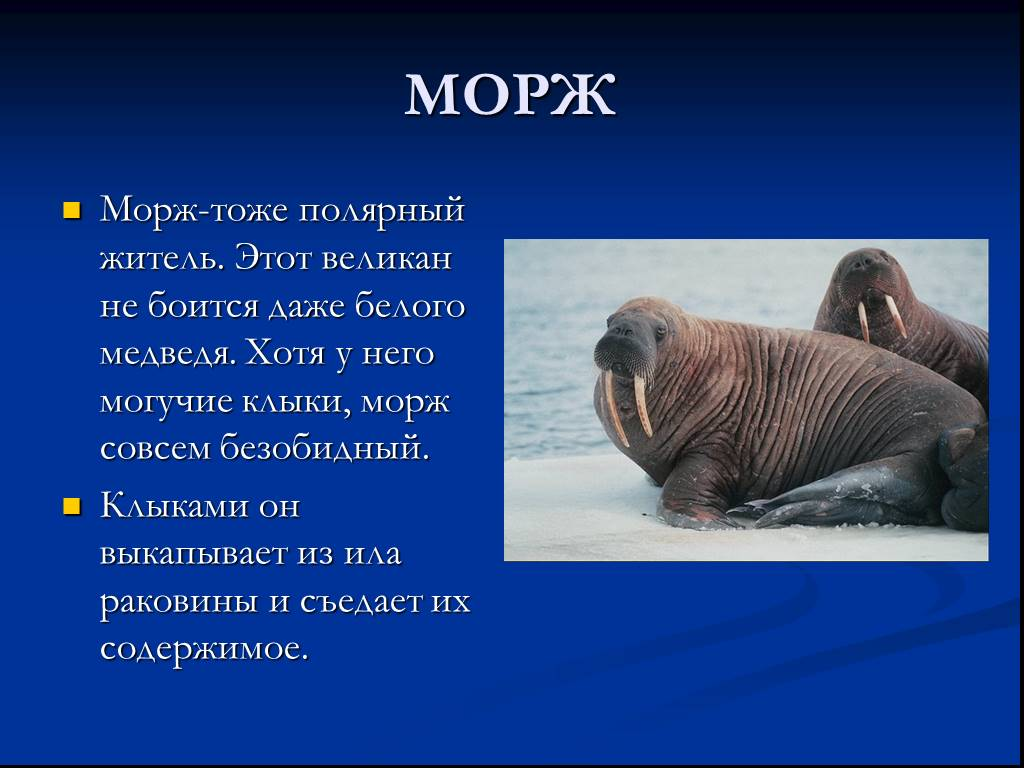 МОРЖ
Морж-тоже полярный
житель. Этот великан
не боится даже белого
медведя. Хотя у него
могучие клыки, морж
совсем безобидный.
Клыками он
выкапывает из ила
раковины и съедает их
содержимое.